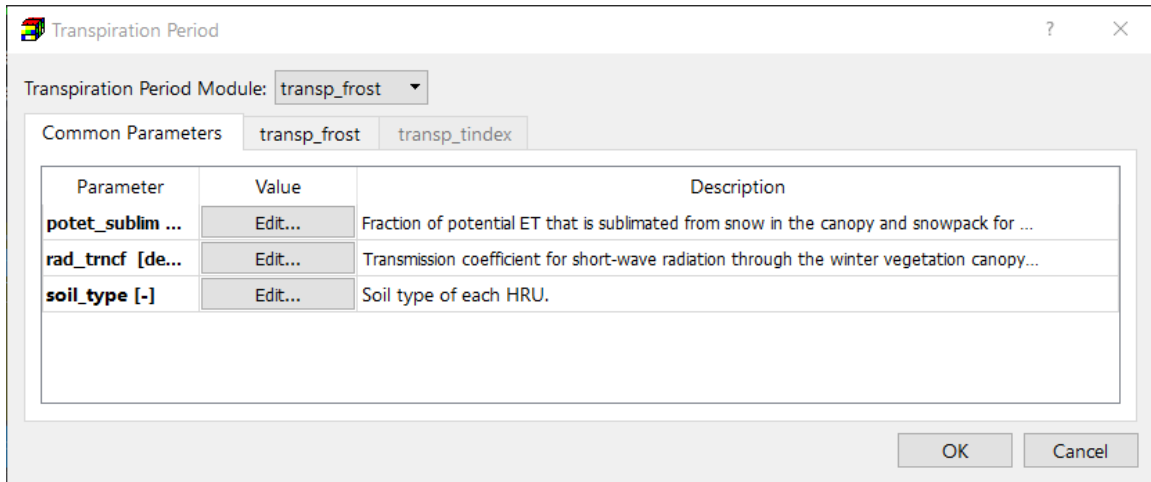 Transpiration Period
Transpiration Period Module: transp_frost
Common Parameters transp_frost transp_tindex
Parameter Value Description
potet_sublim ... Edit... Fraction of potential ET that is sublimated from snow in the canopy and snowpack for ...
rad_trncf [de... Edit... Transmission coefficient for short-wave radiation through the winter vegetation canopy...
soil_type [-] Edit... Soil type of each HRU.
OK Cancel